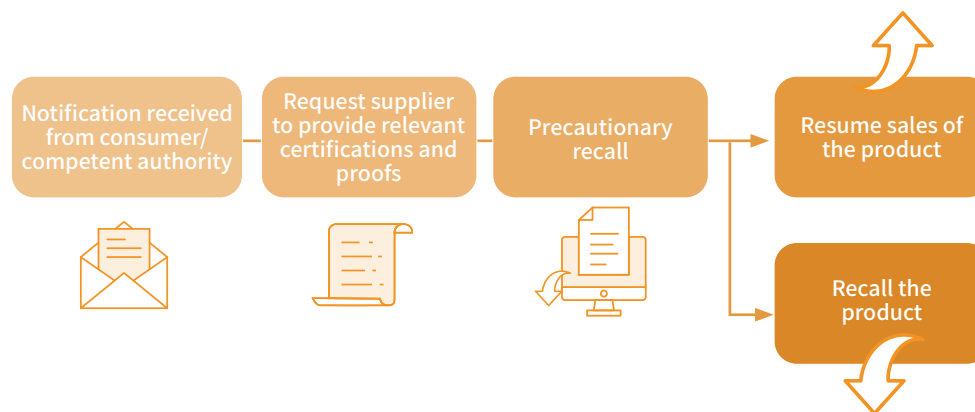 Notification received
from consumer/
competent authority
Request supplier
to provide relevant
certifications and
proofs
Precautionary
recall
Resume sales of
the product
Recall the
product